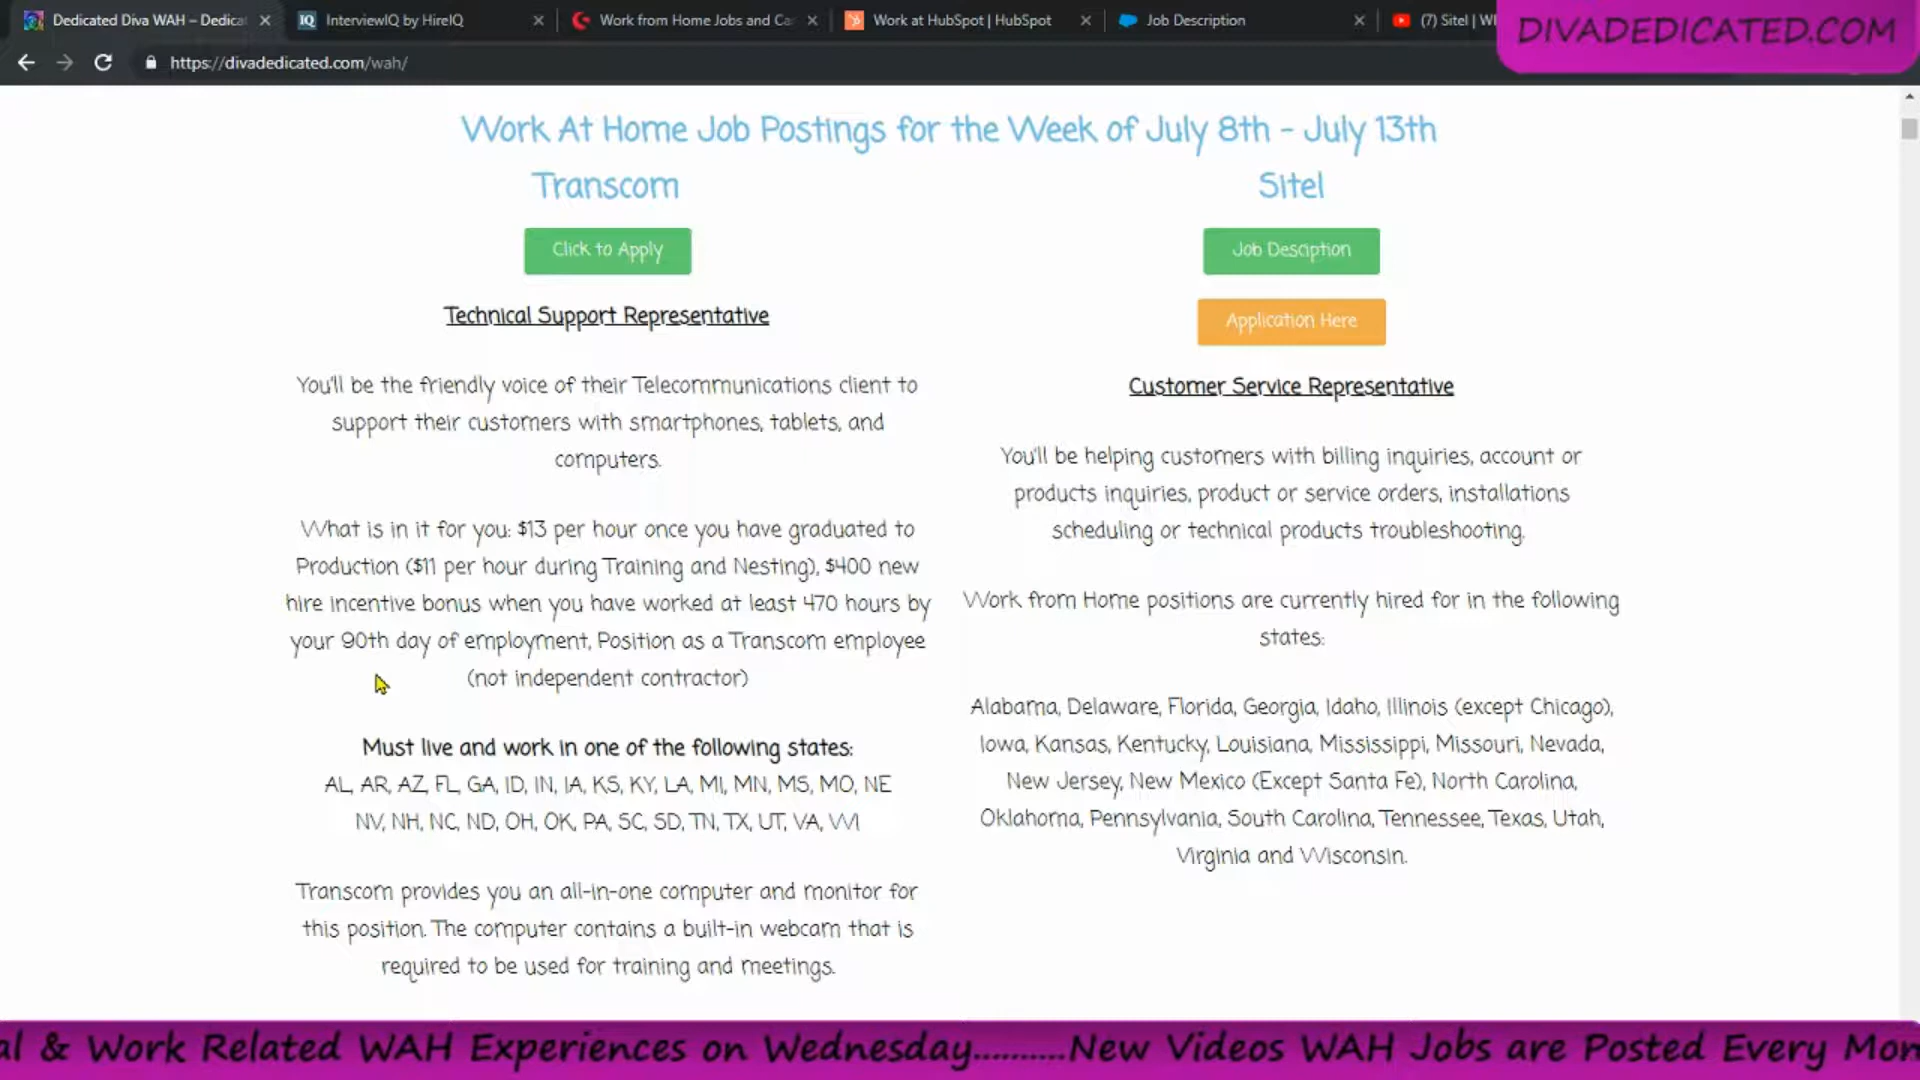 Dedicated Diva WAH – Dedicat
InterviewIQ by HireIQ
Work from Home Jobs and Ca
Work at HubSpot | HubSpot
Job Description
(7) Sitel | W
DIVADEDICATED.COM
https://divadedicated.com/wah/
Work At Home Job Postings for the Week of July 8th - July 13th
Transcom
Click to Apply
Technical Support Representative
You'll be the friendly voice of their Telecommunications client to
support their customers with smartphones, tablets, and
computers.
What is in it for you: $13 per hour once you have graduated to
Production ($11 per hour during Training and Nesting), $400 new
hire incentive bonus when you have worked at least 470 hours by
your 90th day of employment, Position as a Transcom employee
(not independent contractor)
Must live and work in one of the following states:
AL, AR, AZ, FL, GA, ID, IN, IA, KS, KY, LA, MI, MN, MS, MO, NE
NV, NH, NC, ND, OH, OK, PA, SC, SD, TN, TX, UT, VA, WI
Transcom provides you an all-in-one computer and monitor for
this position. The computer contains a built-in webcam that is
required to be used for training and meetings.
Sitel
Job Desciption
Application Here
Customer Service Representative
You'll be helping customers with billing inquiries, account or
products inquiries, product or service orders, installations
scheduling or technical products troubleshooting.
Work from Home positions are currently hired for in the following
states:
Alabama, Delaware, Florida, Georgia, Idaho, Illinois (except Chicago),
Iowa, Kansas, Kentucky, Louisiana, Mississippi, Missouri, Nevada,
New Jersey, New Mexico (Except Santa Fe), North Carolina,
Oklahoma, Pennsylvania, South Carolina, Tennessee, Texas, Utah,
Virginia and Wisconsin.
al & Work Related WAH Experiences on Wednesday..........New Videos WAH Jobs are Posted Every Mon